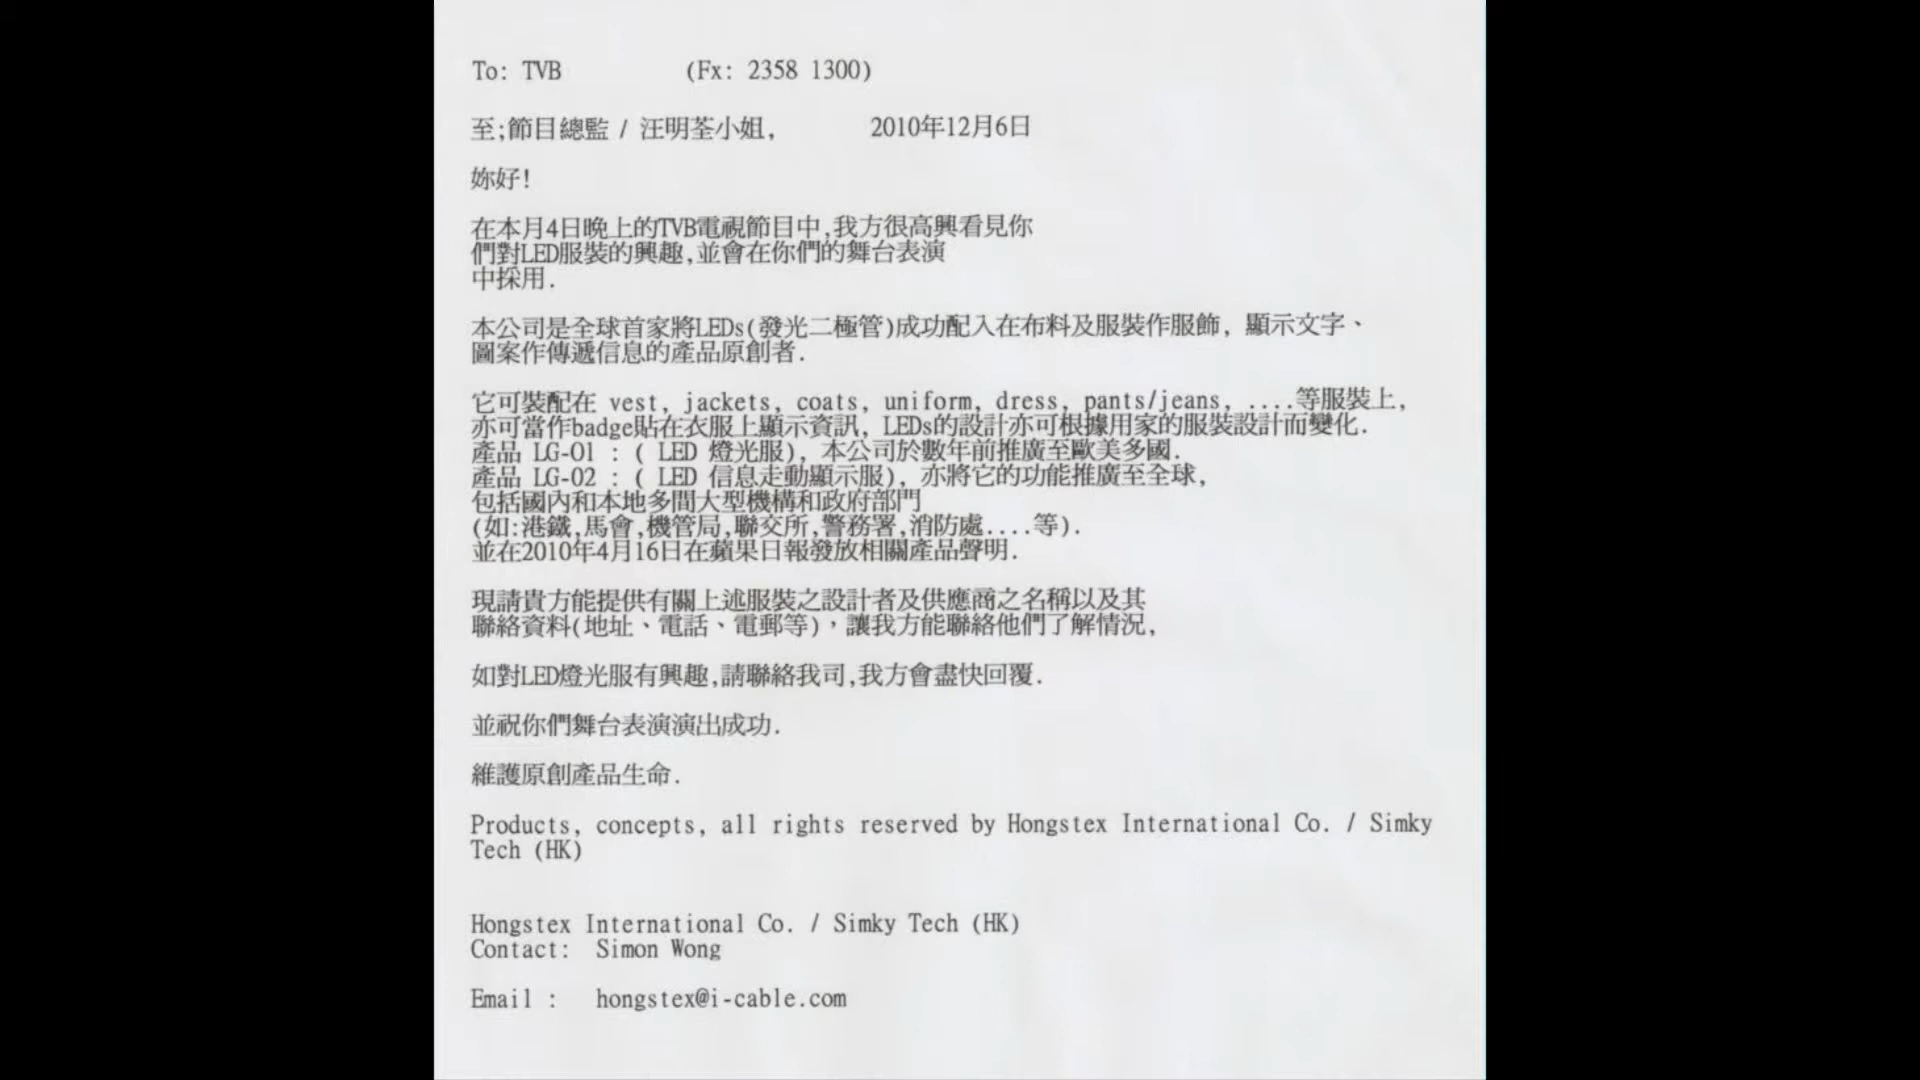 To: TVB (Fx: 2358 1300)
至;節目總監 / 汪明荃小姐, 2010年12月6日
妳好!
在本月4日晚上的TVB電視節目中,我方很高興看見你
們對LED服裝的興趣,並會在你們的舞台表演
中採用.
本公司是全球首家將LEDs(發光二極管)成功配入在布料及服裝作服飾, 顯示文字、
圖案作傳遞信息的產品原創者.
它可裝配在 vest, jackets, coats, uniform, dress, pants/jeans, ....等服裝上,
亦可當作badge貼在衣服上顯示資訊, LEDs的設計亦可根據用家的服裝設計而變化.
產品 LG-01 : ( LED 燈光服), 本公司於數年前推廣至歐美多國.
產品 LG-02 : ( LED 信息走動顯示服), 亦將它的功能推廣至全球,
包括國內和本地多間大型機構和政府部門
(如:港鐵,馬會,機管局,聯交所,警務署,消防處....等).
並在2010年4月16日在蘋果日報發放相關產品聲明.
現請貴方能提供有關上述服裝之設計者及供應商之名稱以及其
聯絡資料(地址、電話、電郵等)，讓我方能聯絡他們了解情況,
如對LED燈光服有興趣,請聯絡我司,我方會盡快回覆.
並祝你們舞台表演演出成功.
維護原創產品生命.
Products, concepts, all rights reserved by Hongstex International Co. / Simky
Tech (HK)
Hongstex International Co. / Simky Tech (HK)
Contact: Simon Wong
Email : hongstex@i-cable.com